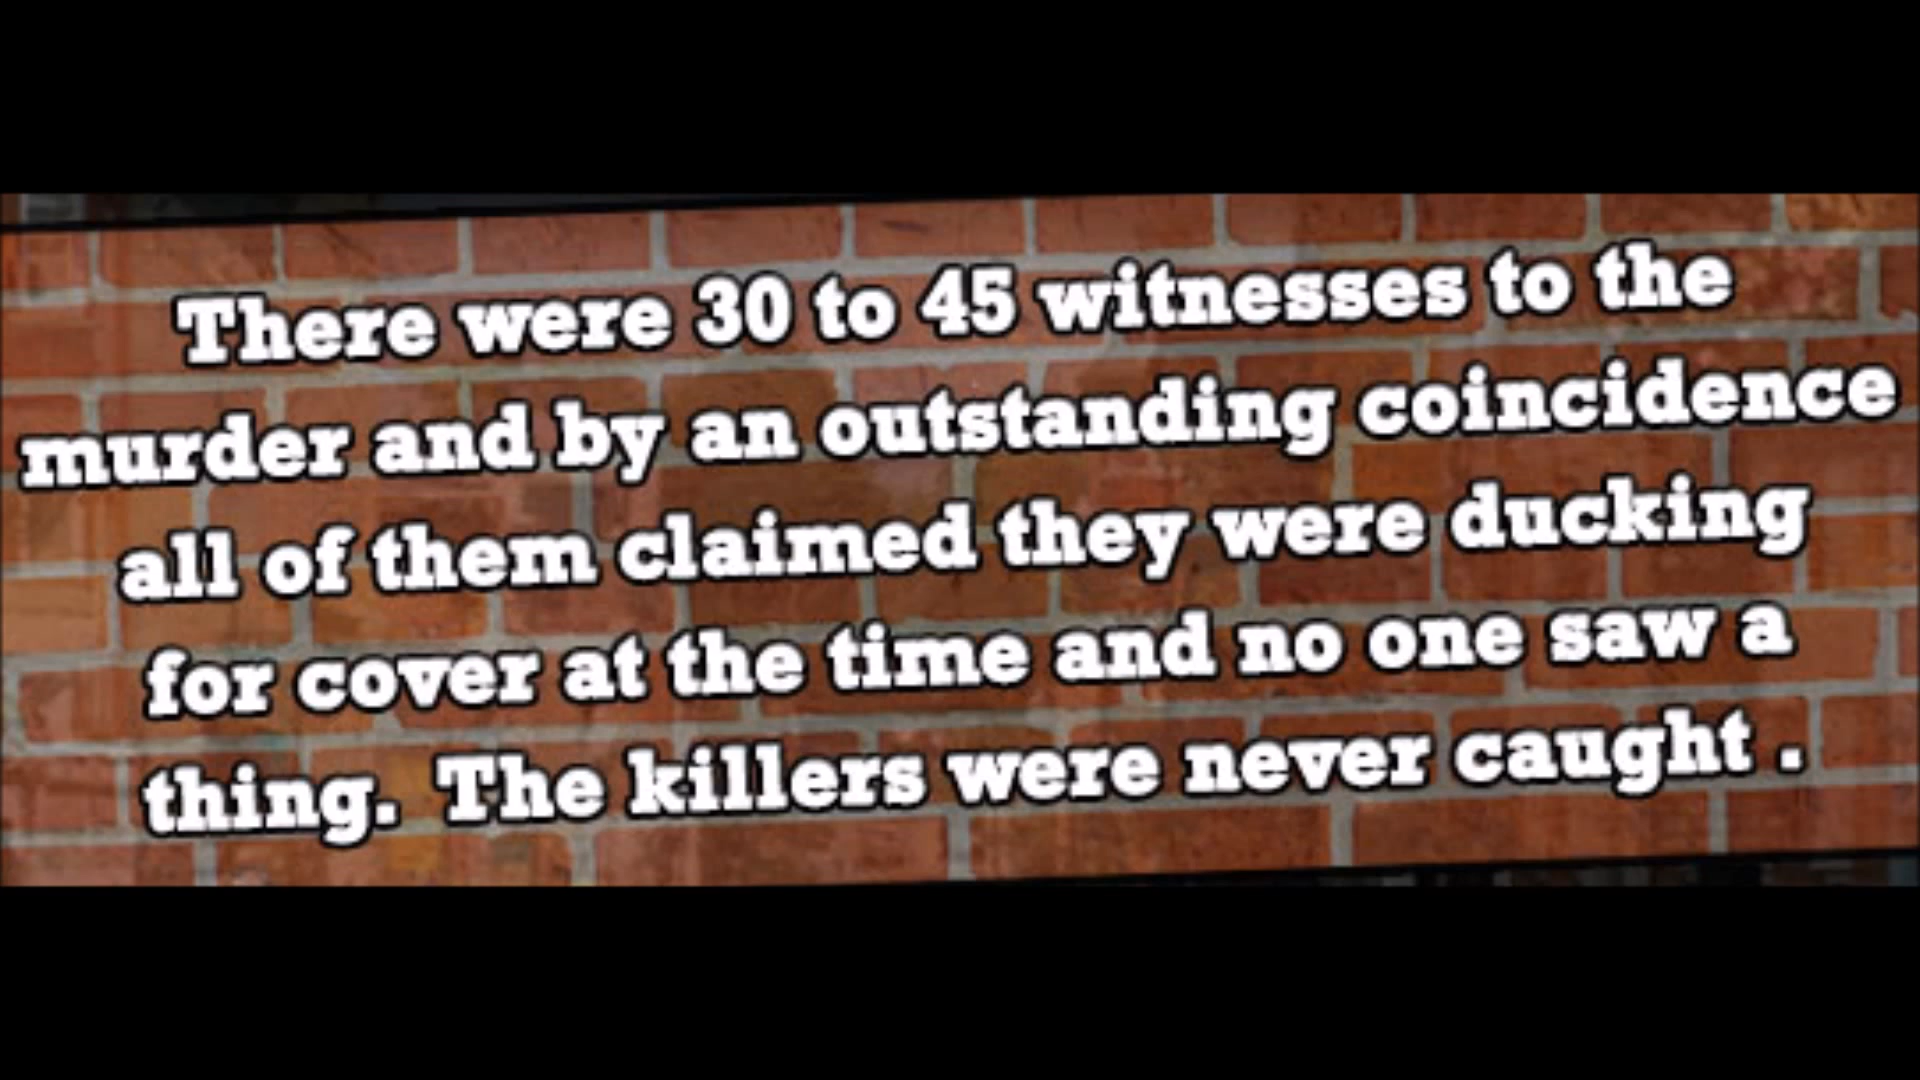 There were 30 to 45 witnesses to the
murder and by an outstanding coincidence
all of them claimed they were ducking
for cover at the time and no one saw a
thing. The killers were never caught .